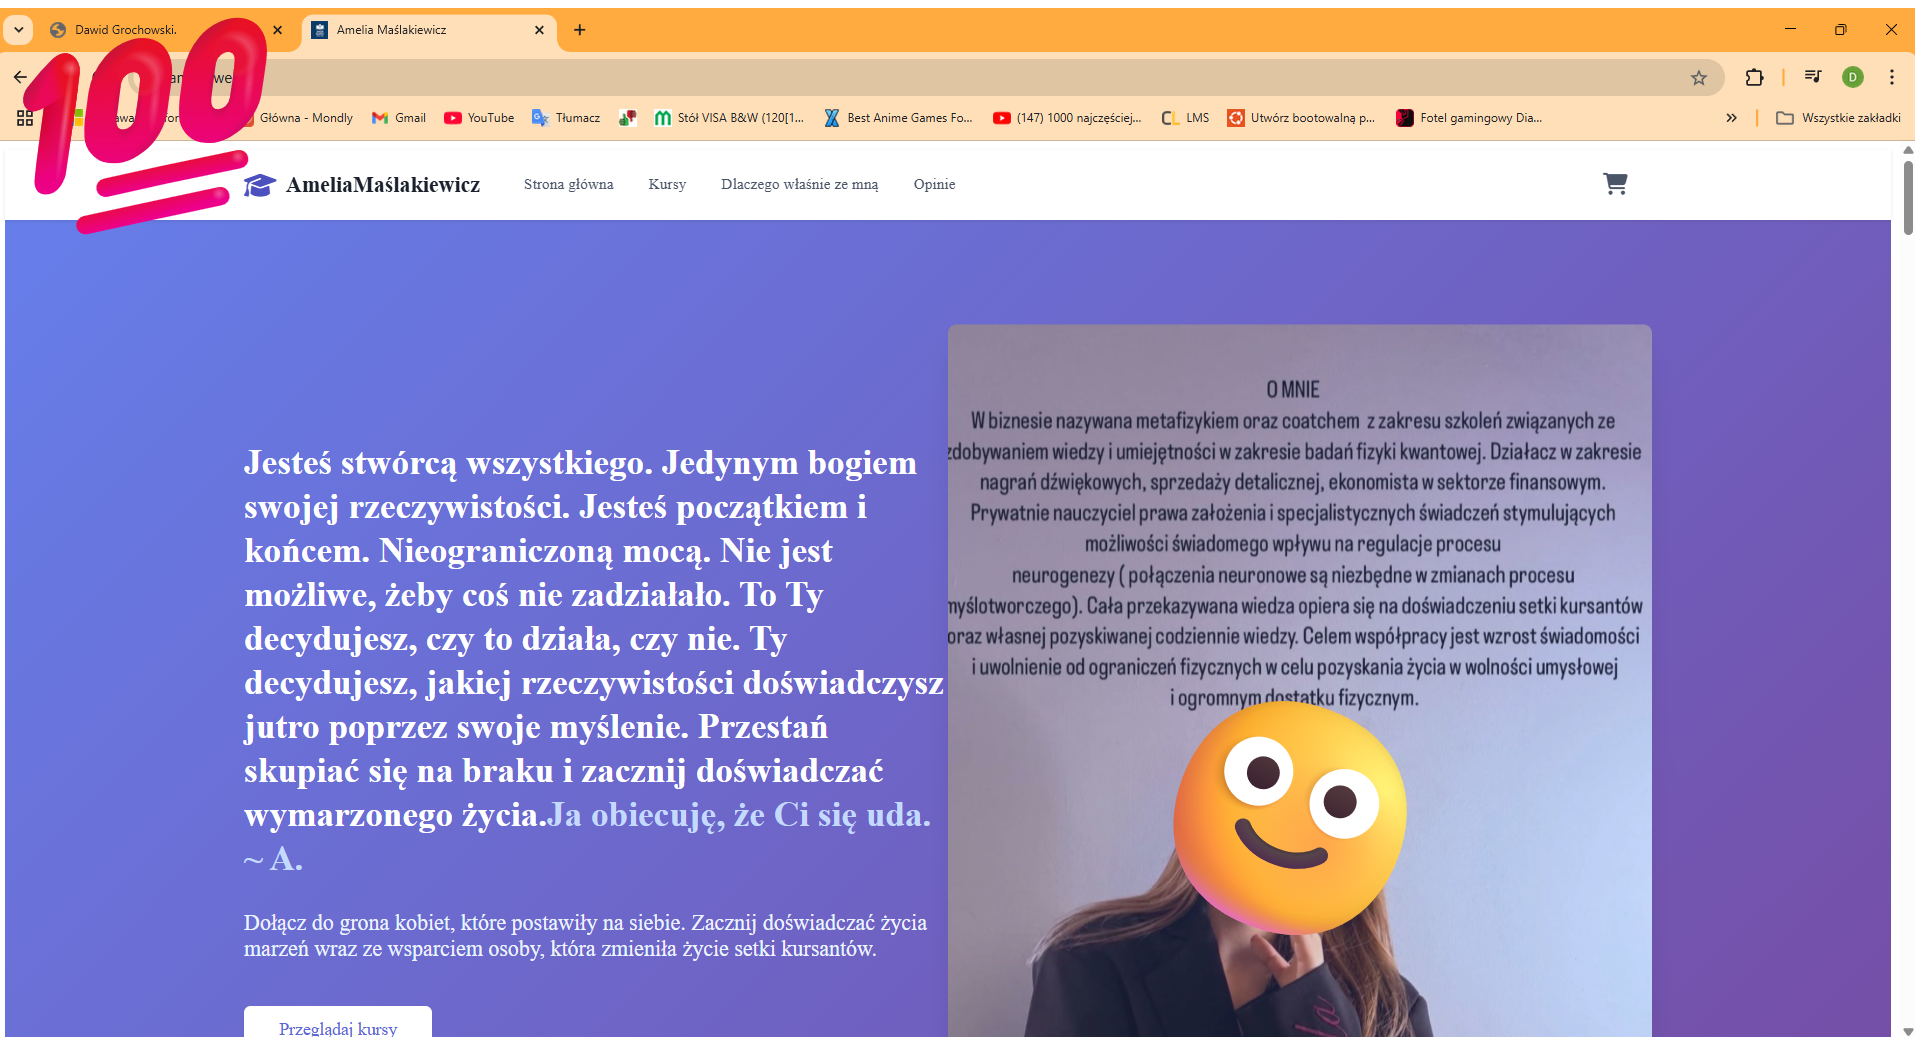 Dawid Grochowski.
Amelia Maślakiewicz
Główna - Mondly
Gmail
YouTube
Tłumacz
Stół VISA B&W (120[1...
Best Anime Games Fo...
(147) 1000 najczęściej...
LMS
Utwórz bootowalną p...
Fotel gamingowy Dia...
Wszystkie zakładki
100
AmeliaMaślakiewicz
Strona główna
Kursy
Dlaczego właśnie ze mną
Opinie
Jesteś stwórcą wszystkiego. Jedynym bogiem
swojej rzeczywistości. Jesteś początkiem i
końcem. Nieograniczoną mocą. Nie jest
możliwe, żeby coś nie zadziałało. To Ty
decydujesz, czy to działa, czy nie. Ty
decydujesz, jakiej rzeczywistości doświadczysz
jutro poprzez swoje myślenie. Przestań
skupiać się na braku i zacznij doświadczać
wymarzonego życia.Ja obiecuję, że Ci się uda.
~ A.
Dołącz do grona kobiet, które postawiły na siebie. Zacznij doświadczać życia
marzeń wraz ze wsparciem osoby, która zmieniła życie setki kursantów.
Przeglądaj kursy
O MNIE
W biznesie nazywana metafizykiem oraz coatchem z zakresu szkoleń związanych ze
zdobywaniem wiedzy i umiejętności w zakresie badań fizyki kwantowej. Działacz w zakresie
nagrań dźwiękowych, sprzedaży detalicznej, ekonomista w sektorze finansowym.
Prywatnie nauczyciel prawa założenia i specjalistycznych świadczeń stymulujących
możliwości świadomego wpływu na regulacje procesu
neurogenezy ( połączenia neuronowe są niezbędne w zmianach procesu
myślotworczego). Cała przekazywana wiedza opiera się na doświadczeniu setki kursantów
oraz własnej pozyskiwanej codziennie wiedzy. Celem współpracy jest wzrost świadomości
i uwolnienie od ograniczeń fizycznych w celu pozyskania życia w wolności umysłowej
i ogromnym dostatku fizycznym.
D